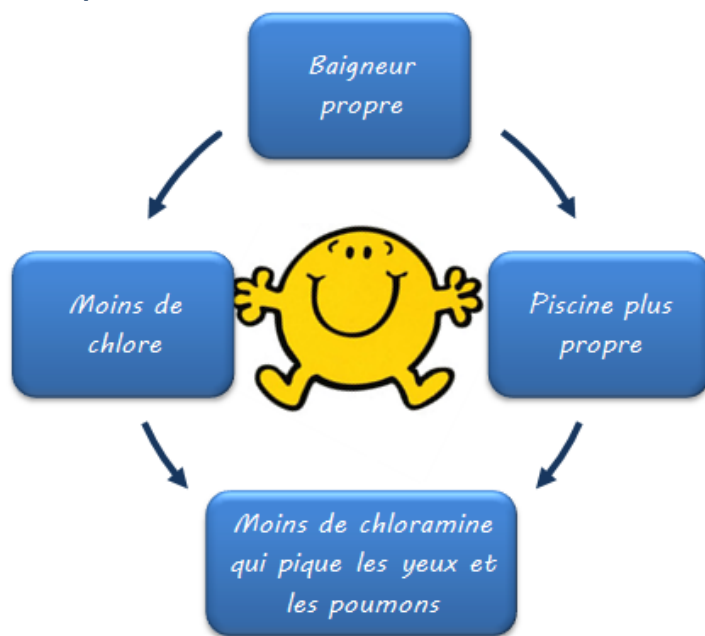 Baigneur
propre
Moins de
chlore
Piscine plus
propre
Moins de chloramine
qui pique les yeux et
les poumons